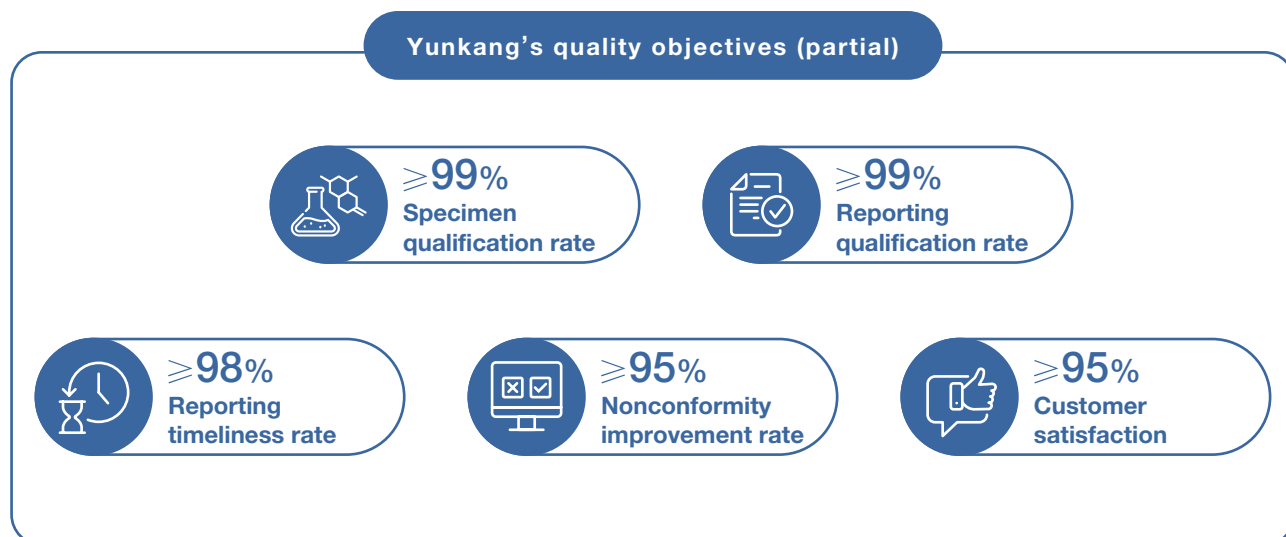 Yunkang’s quality objectives (partial)
⩾99%
Specimen
qualification rate
⩾99%
Reporting
qualification rate
⩾98%
Reporting
timeliness rate
⩾95%
Nonconformity
improvement rate
⩾95%
Customer
satisfaction